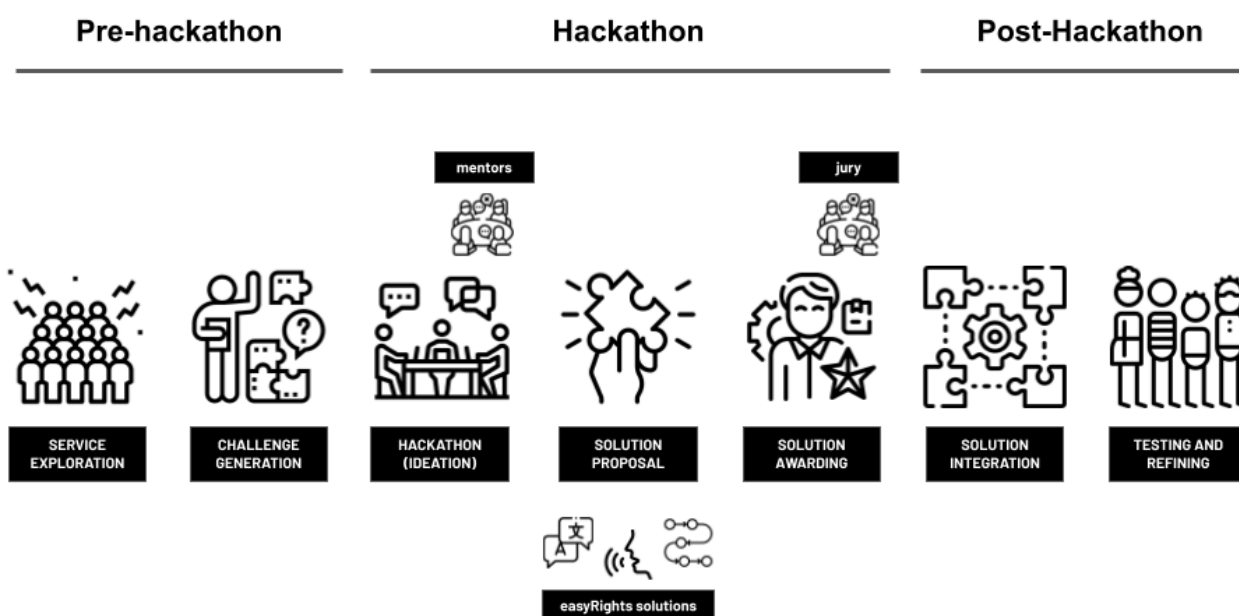 Pre-hackathon
Hackathon
Post-Hackathon
mentors
jury
SERVICE
EXPLORATION
CHALLENGE
GENERATION
HACKATHON
(IDEATION)
SOLUTION
PROPOSAL
SOLUTION
AWARDING
SOLUTION
INTEGRATION
TESTING AND
REFINING
?
A 文
easyRights solutions